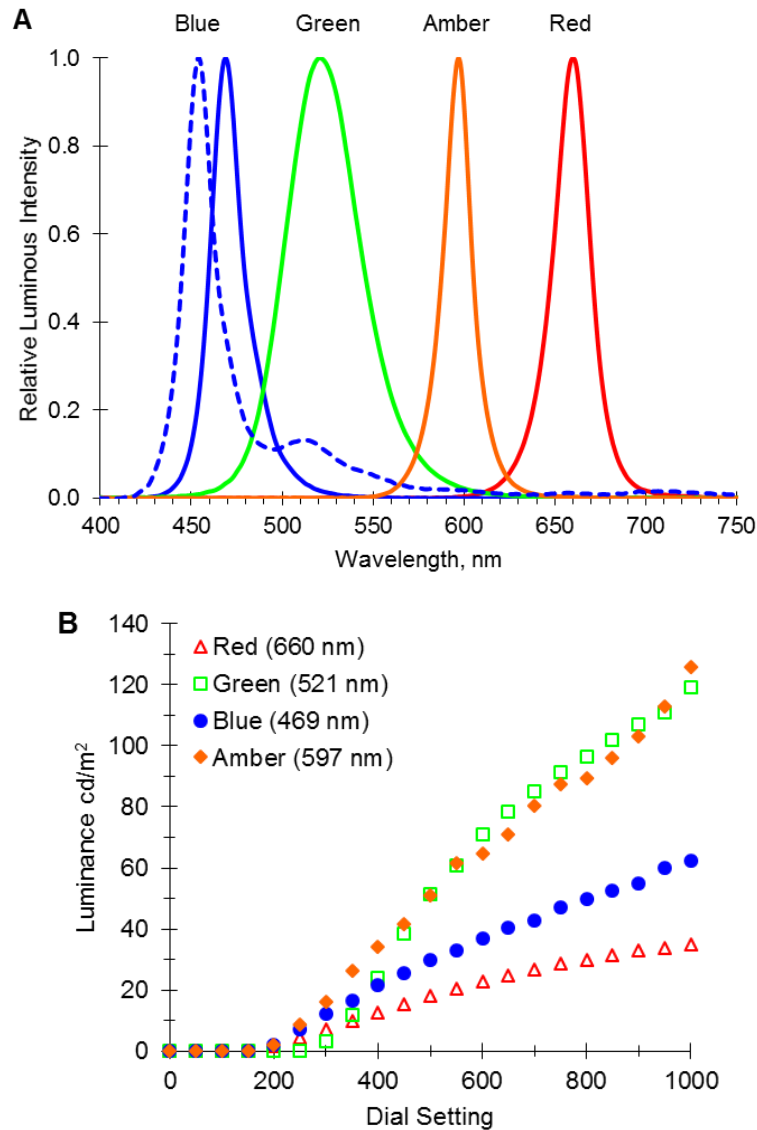 A
Blue Green Amber Red
1.0
0.8
0.6
0.4
0.2
0.0
Relative Luminous Intensity
400 450 500 550 600 650 700 750
Wavelength, nm
B
140
120
100
80
60
40
20
0
Luminance cd/m²
Red (660 nm)
Green (521 nm)
Blue (469 nm)
Amber (597 nm)
0 200 400 600 800 1000
Dial Setting